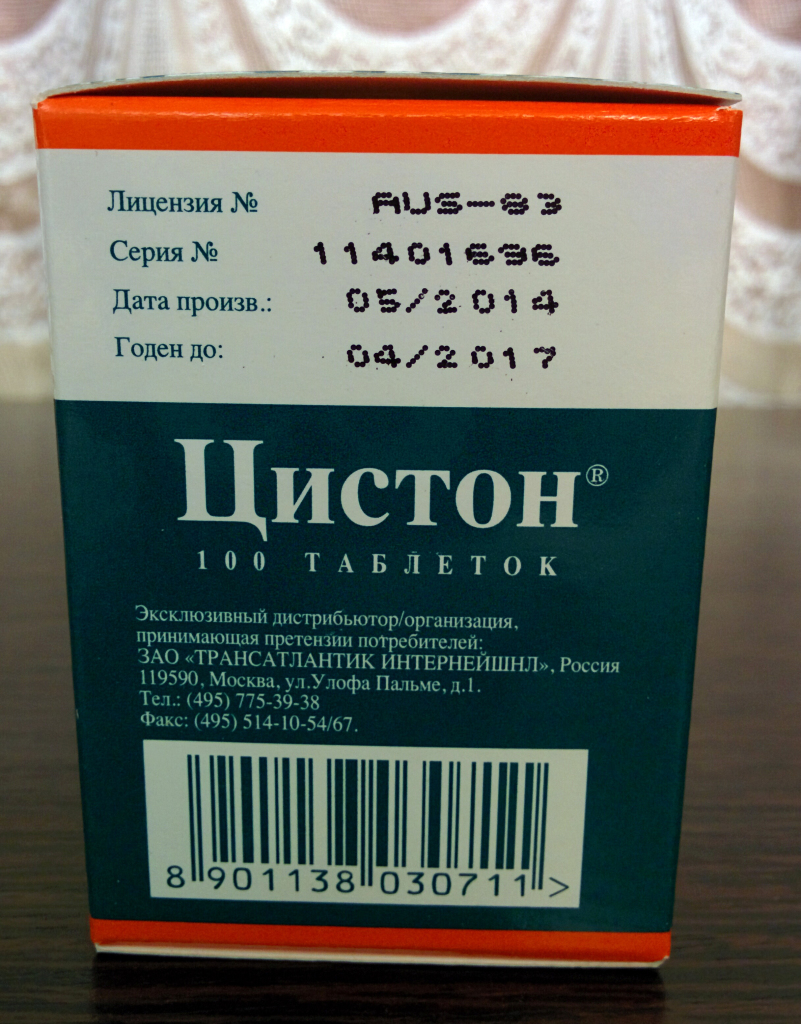 Лицензия № AUS-83
Серия № 11401696
Дата произв.: 05/2014
Годен до: 04/2017
Цистон®
100 ТАБЛЕТОК
Эксклюзивный дистрибьютор/организация,
принимающая претензии потребителей:
ЗАО «ТРАНСАТЛАНТИК ИНТЕРНЕЙШНЛ», Россия
119590, Москва, ул.Улофа Пальме, д.1.
Тел.: (495) 775-39-38
Факс: (495) 514-10-54/67.
8 901138 030711 >